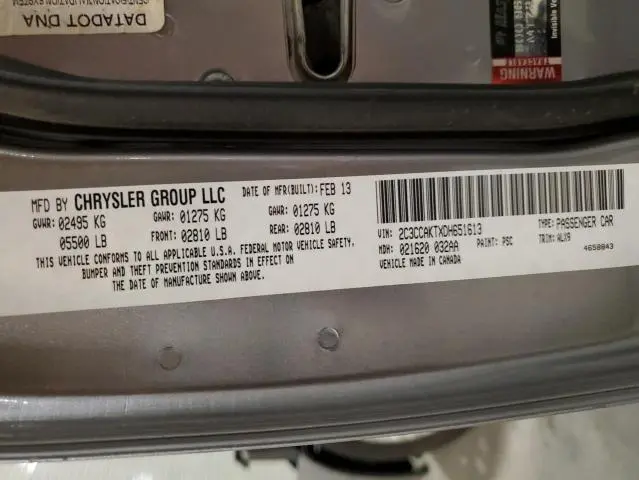 DATADOT DNA
WARNING
TRACEABLE
Invisible
MFD BY CHRYSLER GROUP LLC DATE OF MFR(BUILT): FEB 13
GVWR: 02495 KG GAWR: 01275 KG GAWR: 01275 KG
05500 LB FRONT: 02810 LB REAR: 02810 LB
THIS VEHICLE CONFORMS TO ALL APPLICABLE U.S.A. FEDERAL MOTOR VEHICLE SAFETY,
BUMPER AND THEFT PREVENTION STANDARDS IN EFFECT ON
THE DATE OF MANUFACTURE SHOWN ABOVE.
VIN: 2C3CCAKTXDH651613 TYPE: PASSENGER CAR
MDH: 021620 032AA PAINT: PSC TRIM: ALX9
VEHICLE MADE IN CANADA 4658843